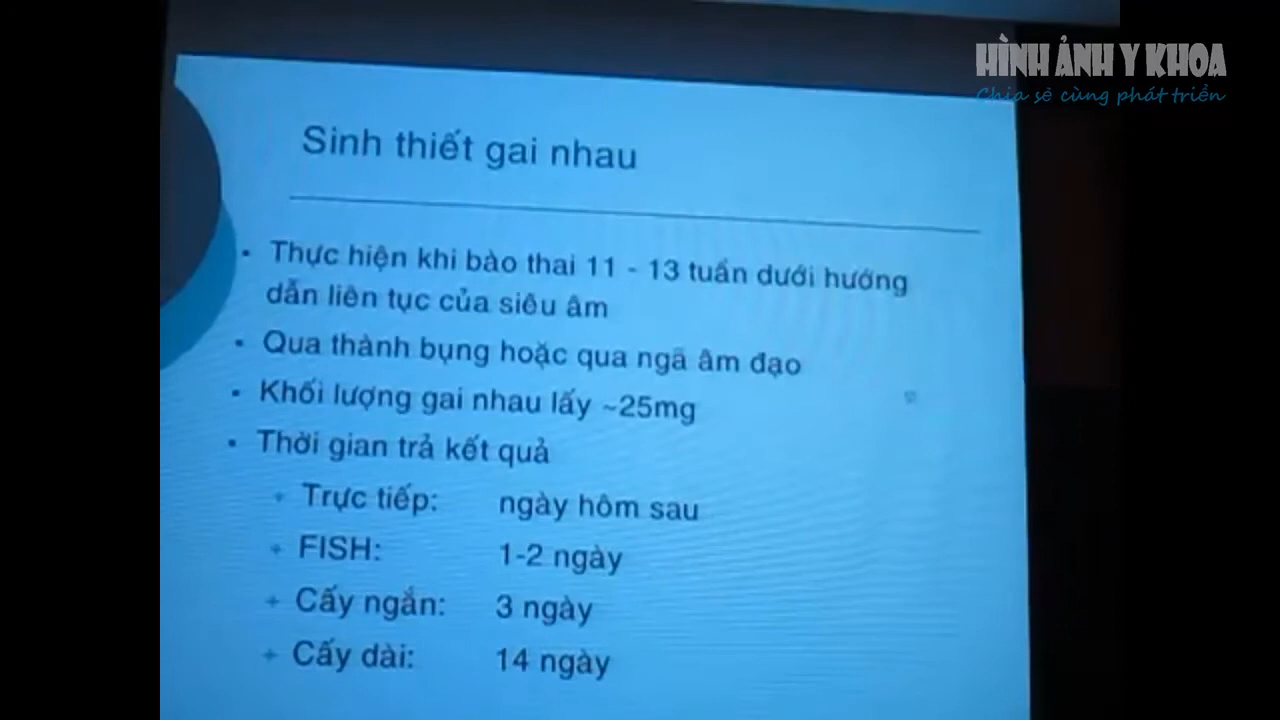 HÌNH ẢNH Y KHOA
Chia sẻ cùng phát triển
Sinh thiết gai nhau
Thực hiện khi bào thai 11 - 13 tuần dưới hướng
dẫn liên tục của siêu âm
Qua thành bụng hoặc qua ngã âm đạo
Khối lượng gai nhau lấy ~25mg
Thời gian trả kết quả
Trực tiếp: ngày hôm sau
FISH: 1-2 ngày
Cấy ngắn: 3 ngày
Cấy dài: 14 ngày